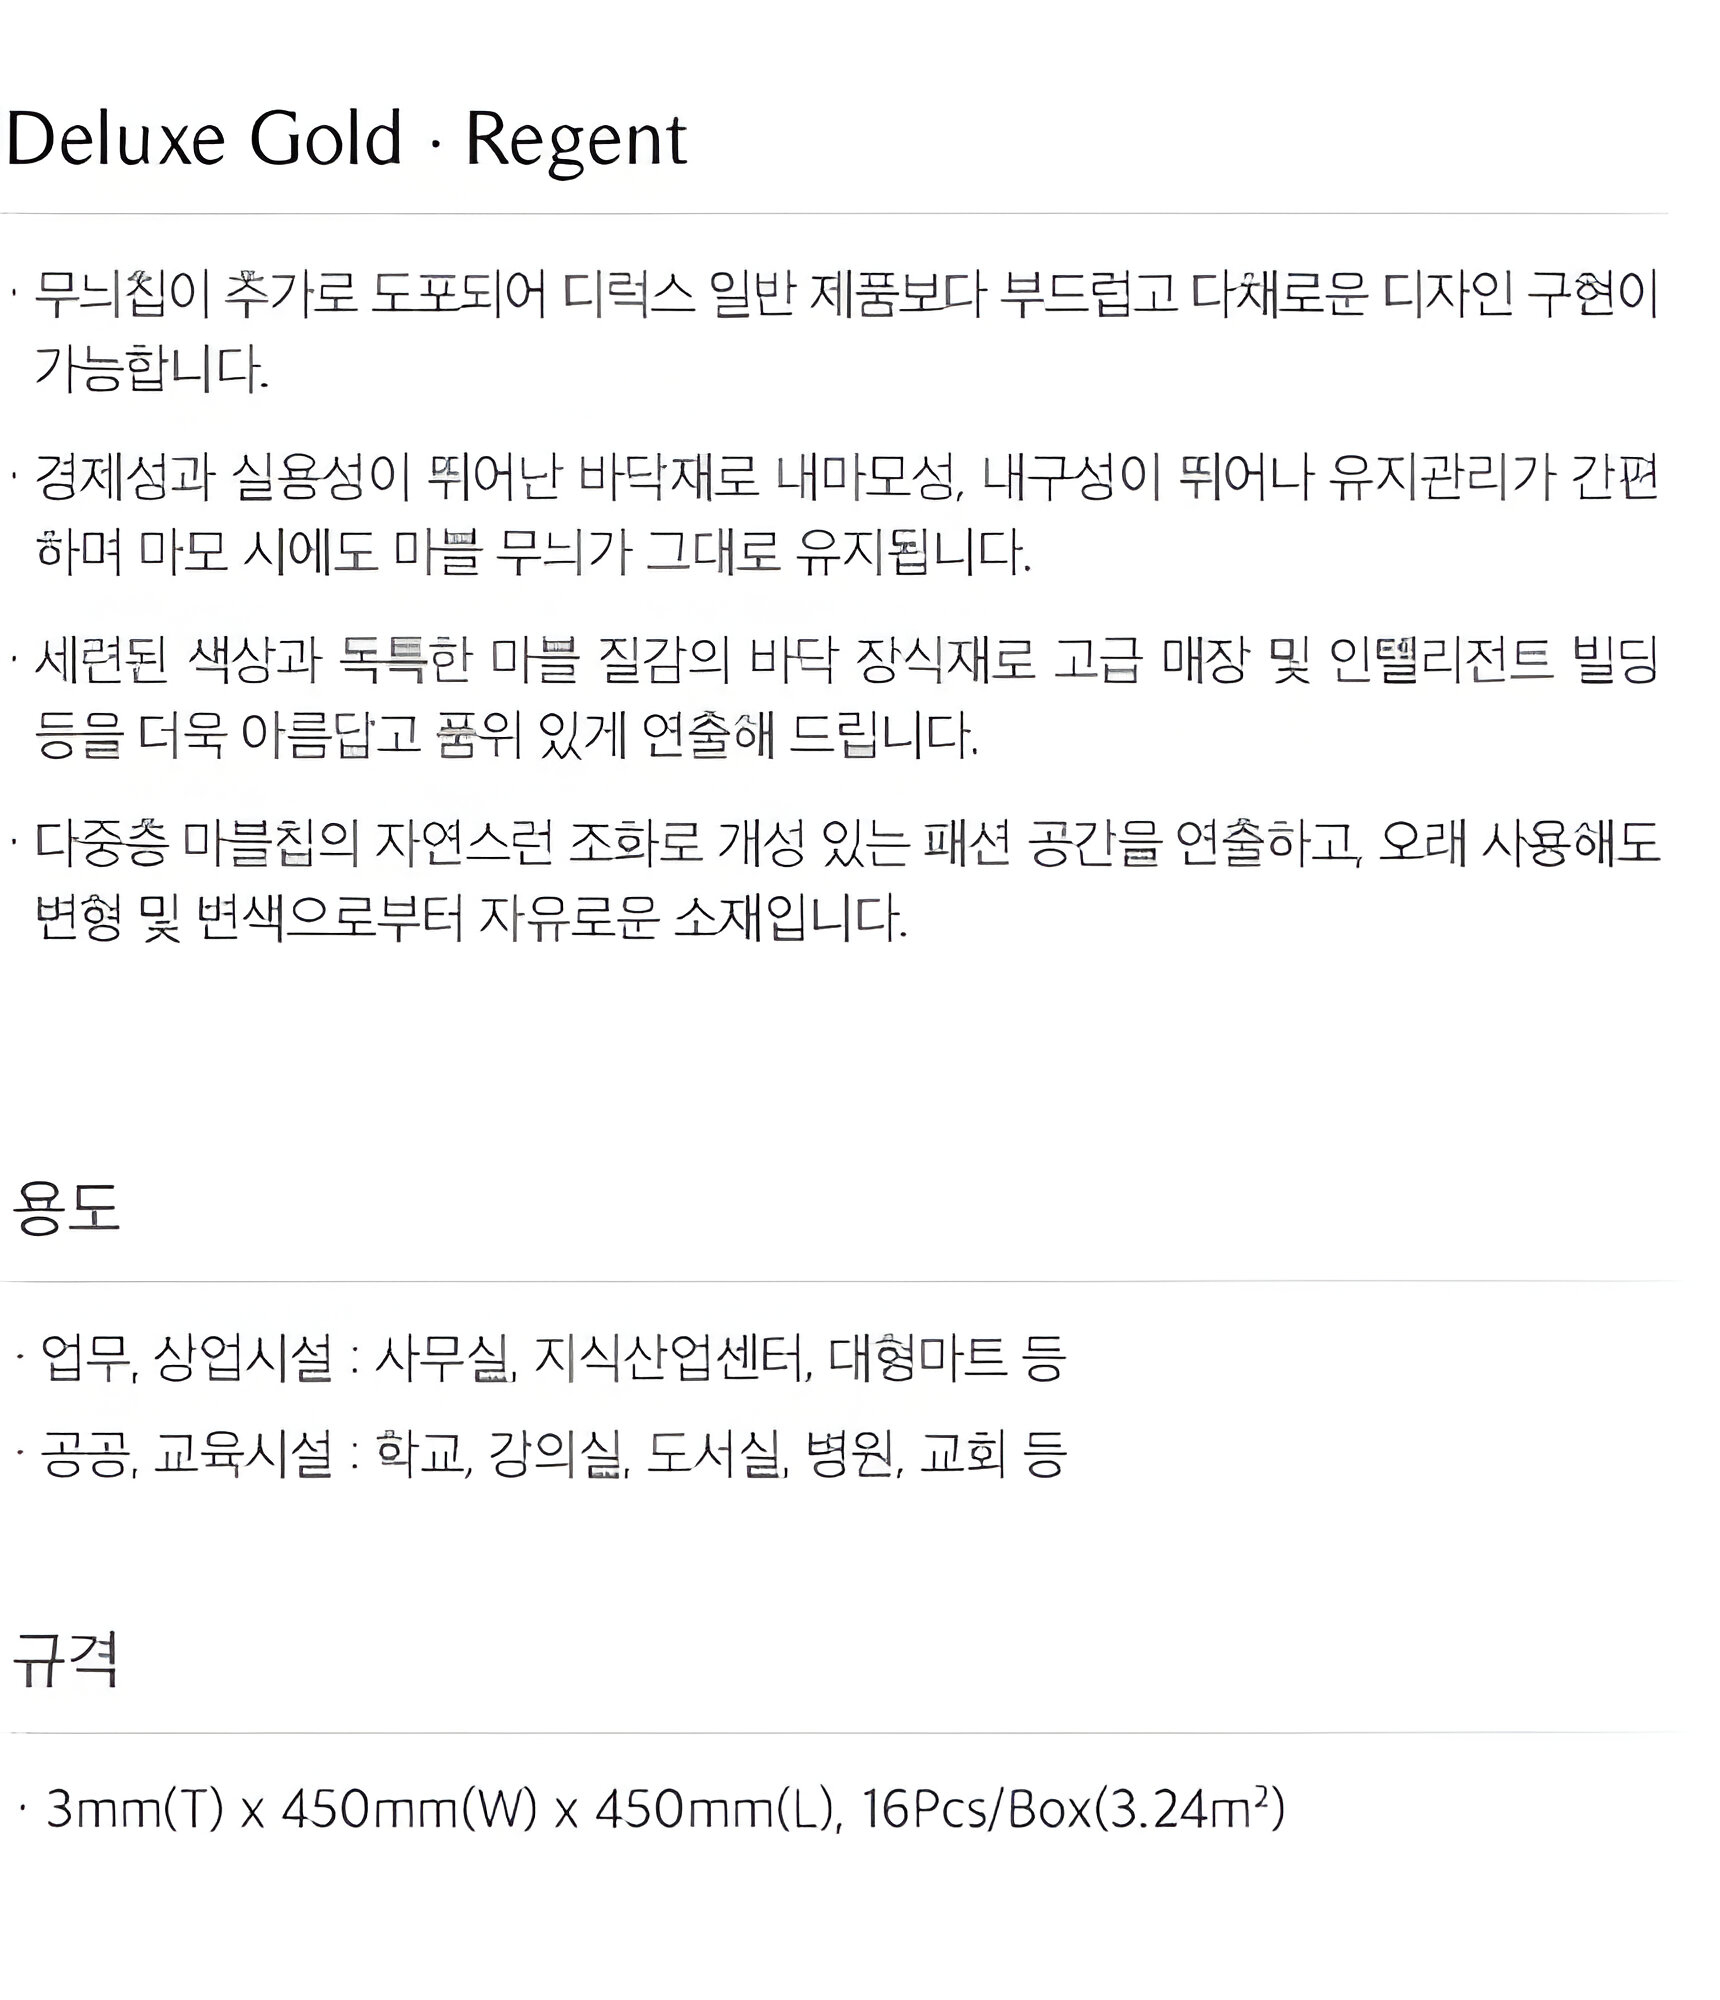 Deluxe Gold · Regent
· 무늬칩이 추가로 도포되어 디럭스 일반 제품보다 부드럽고 다채로운 디자인 구현이
가능합니다.
· 경제성과 실용성이 뛰어난 바닥재로 내마모성, 내구성이 뛰어나 유지관리가 간편
하며 마모 시에도 마블 무늬가 그대로 유지됩니다.
· 세련된 색상과 독특한 마블 질감의 바닥 장식재로 고급 매장 및 인텔리전트 빌딩
등을 더욱 아름답고 품위 있게 연출해 드립니다.
· 다중층 마블칩의 자연스런 조화로 개성 있는 패션 공간을 연출하고, 오래 사용해도
변형 및 변색으로부터 자유로운 소재입니다.
용도
· 업무, 상업시설 : 사무실, 지식산업센터, 대형마트 등
· 공공, 교육시설 : 학교, 강의실, 도서실, 병원, 교회 등
규격
· 3mm(T) x 450mm(W) x 450mm(L), 16Pcs/Box(3.24m²)